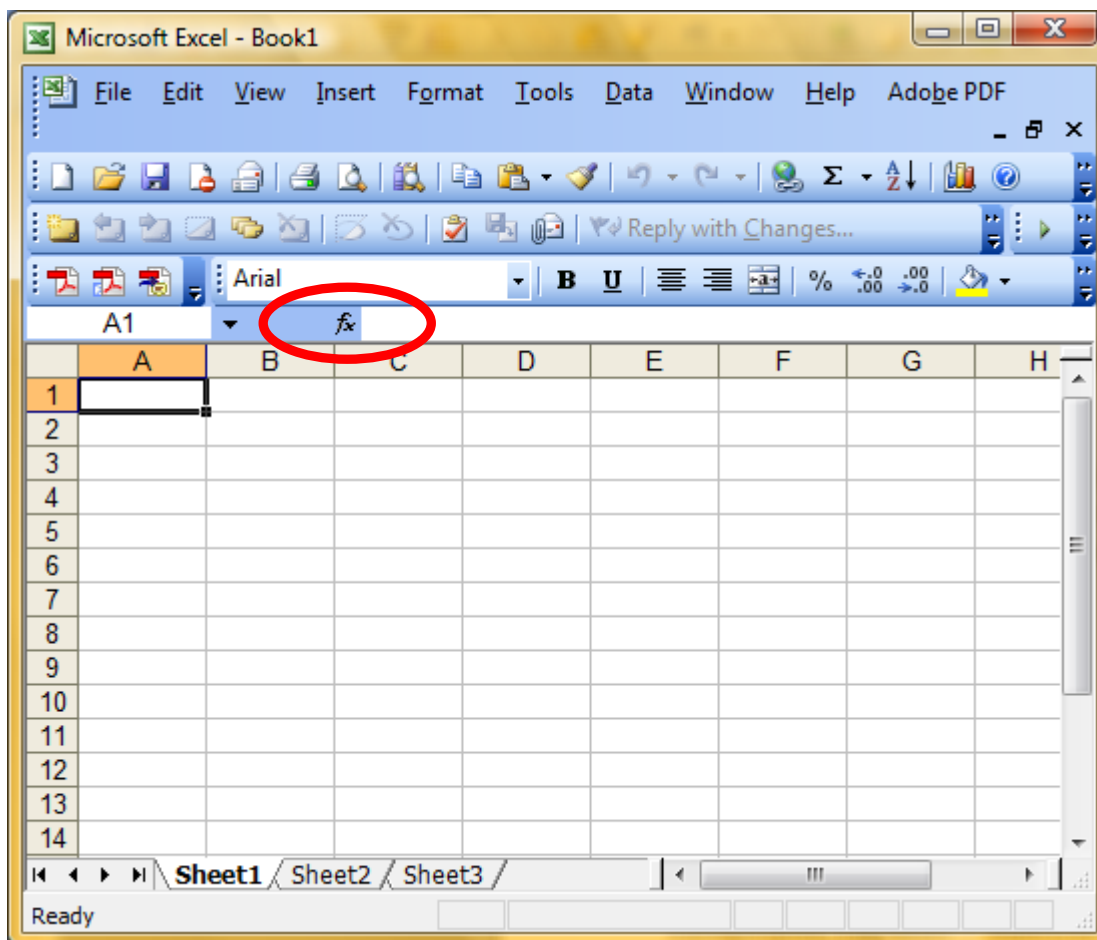 Microsoft Excel - Book1
File Edit View Insert Format Tools Data Window Help Adobe PDF
Reply with Changes...
Arial B U %
A1 fx
A B C D E F G H
1
2
3
4
5
6
7
8
9
10
11
12
13
14
Sheet1 Sheet2 Sheet3
Ready